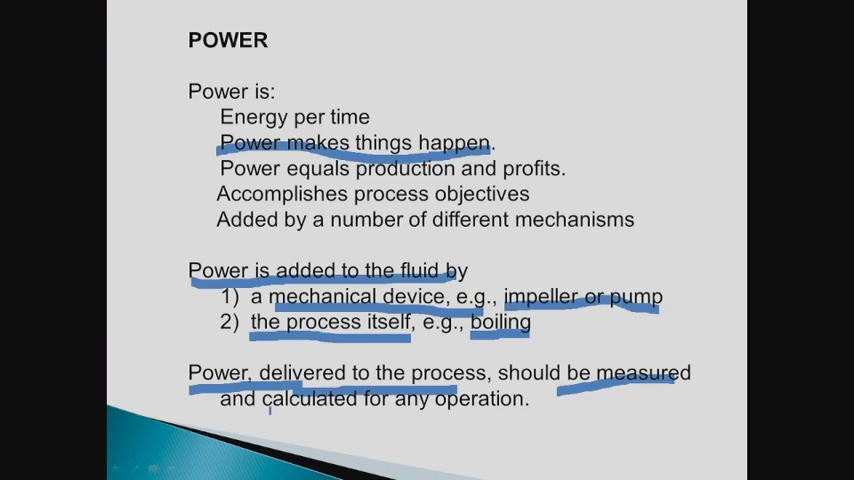 POWER
Power is:
Energy per time
Power makes things happen.
Power equals production and profits.
Accomplishes process objectives
Added by a number of different mechanisms
Power is added to the fluid by
1) a mechanical device, e.g., impeller or pump
2) the process itself, e.g., boiling
Power, delivered to the process, should be measured
and calculated for any operation.